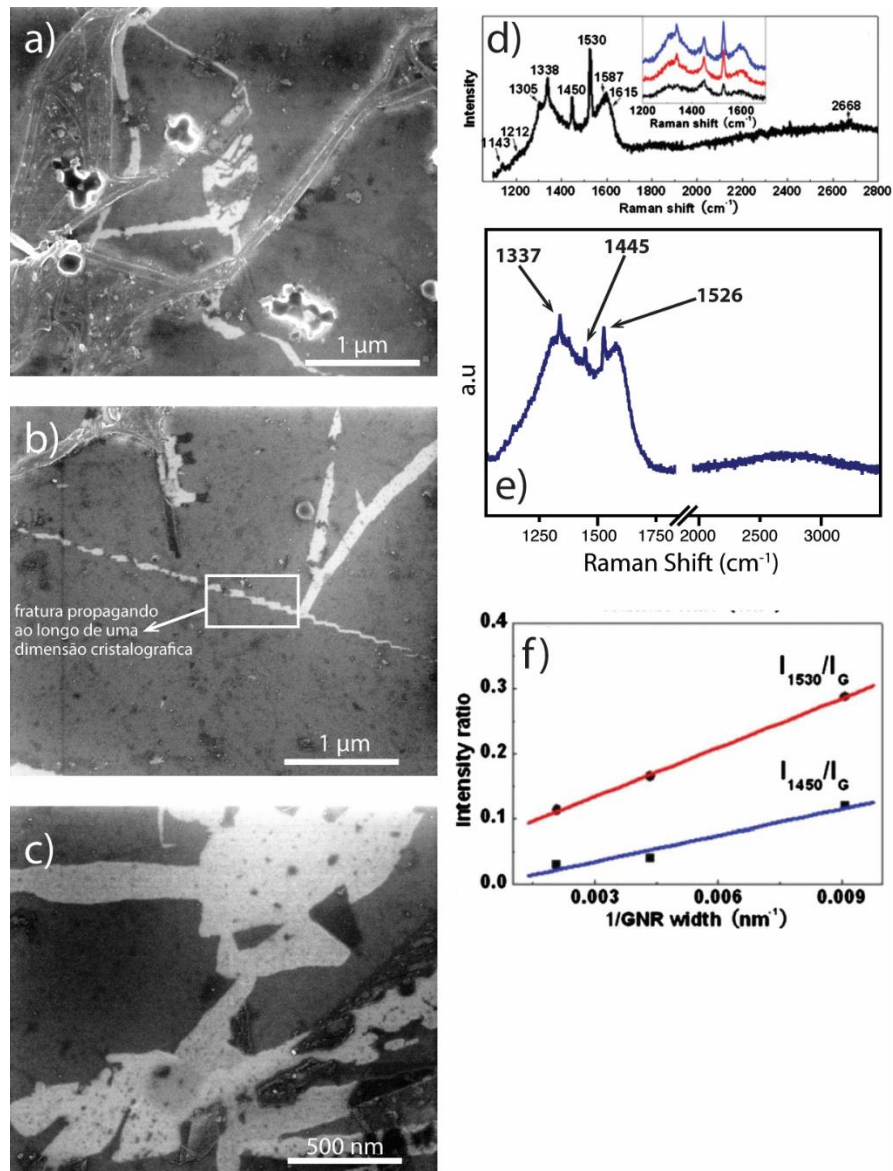 a)
1 µm
b)
fratura propagando
ao longo de uma
dimensão cristalografica
1 µm
c)
500 nm
d)
Intensity
1143
1212
1305
1338
1450
1530
1587
1615
2668
1200 1400 1600
Raman shift (cm⁻¹)
1200 1400 1600 1800 2000 2200 2400 2600 2800
Raman shift (cm⁻¹)
1337
1445
1526
a.u
e)
1250 1500 1750 2000 2500 3000
Raman Shift (cm⁻¹)
f)
0.4
0.3
0.2
0.1
0.0
Intensity ratio
I₁₅₃₀/I_G
I₁₄₅₀/I_G
0.003 0.006 0.009
1/GNR width (nm⁻¹)